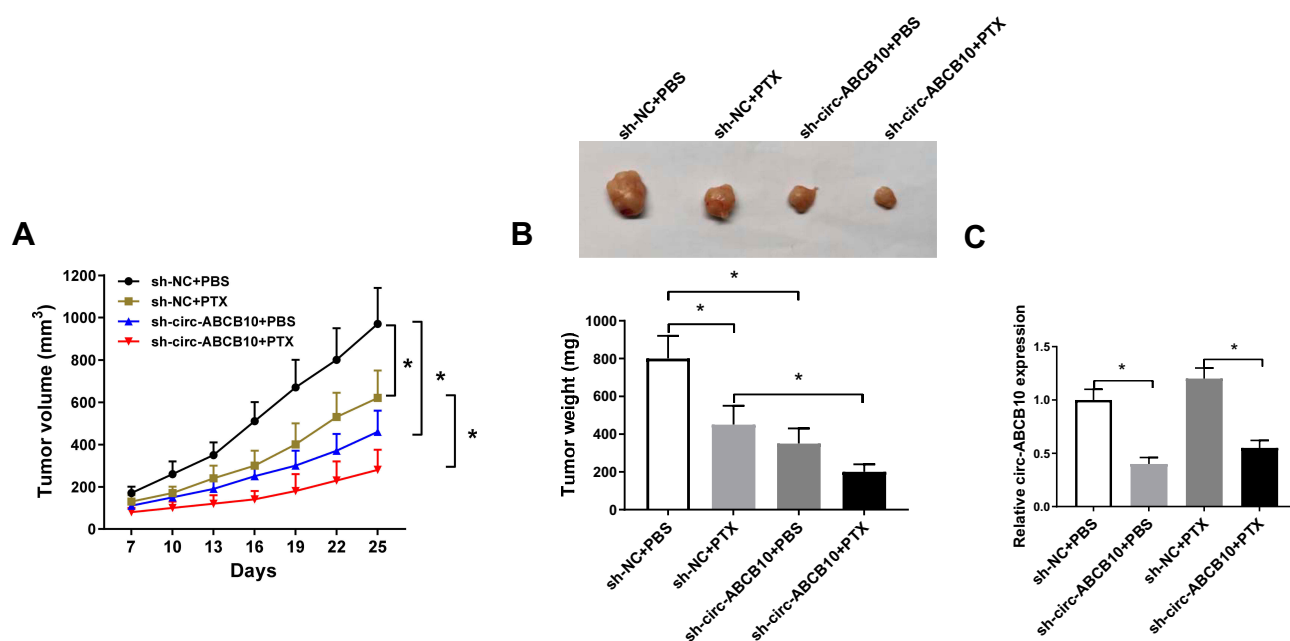 sh-NC+PBS
sh-NC+PTX
sh-circ-ABCB10+PBS
sh-circ-ABCB10+PTX
A
sh-NC+PBS
sh-NC+PTX
sh-circ-ABCB10+PBS
sh-circ-ABCB10+PTX
Tumor volume (mm³)
1200
1000
800
600
400
200
0
7 10 13 16 19 22 25
Days
*
*
*
B
Tumor weight (mg)
1000
800
600
400
200
0
*
*
*
sh-NC+PBS
sh-NC+PTX
sh-circ-ABCB10+PBS
sh-circ-ABCB10+PTX
C
Relative circ-ABCB10 expression
1.5
1.0
0.5
0.0
*
*
sh-NC+PBS
sh-circ-ABCB10+PBS
sh-NC+PTX
sh-circ-ABCB10+PTX